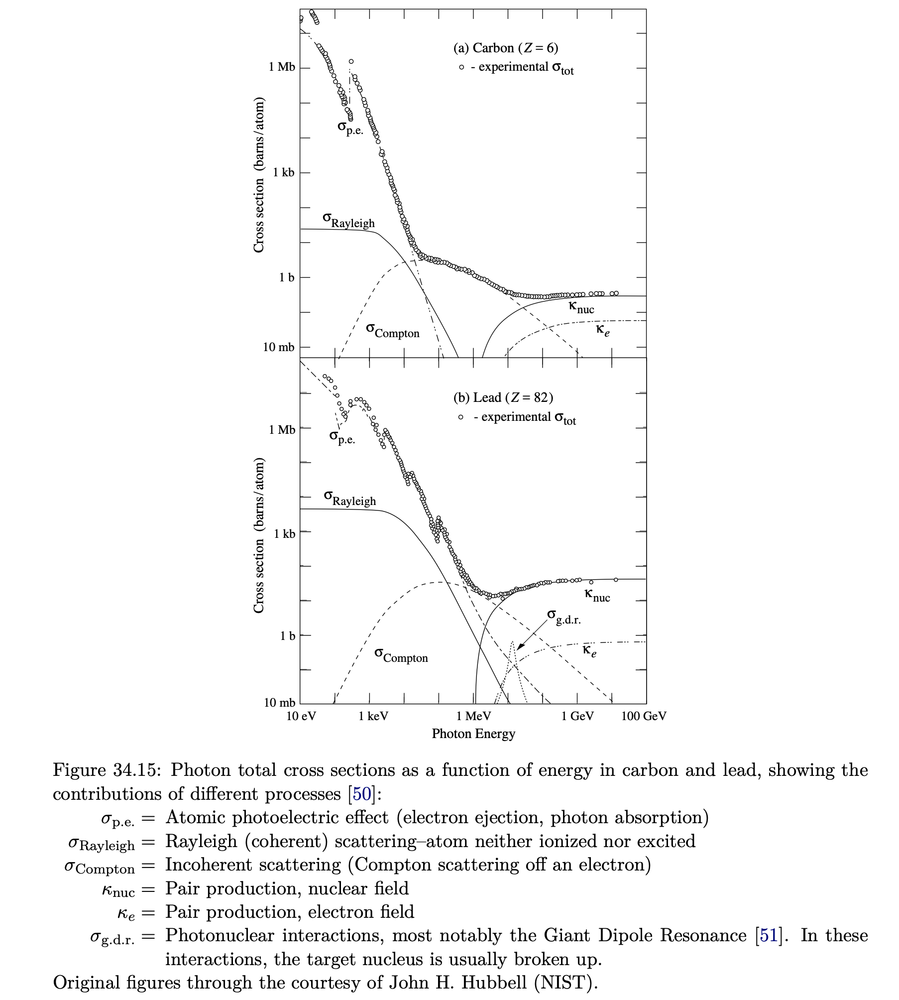 (a) Carbon (Z = 6)
- experimental σtot
1 Mb
1 kb
1 b
10 mb
Cross section (barns/atom)
σp.e.
σRayleigh
σCompton
κnuc
κe
(b) Lead (Z = 82)
- experimental σtot
1 Mb
1 kb
1 b
10 mb
Cross section (barns/atom)
σp.e.
σRayleigh
κnuc
σg.d.r.
σCompton
κe
10 eV 1 keV 1 MeV 1 GeV 100 GeV
Photon Energy
Figure 34.15: Photon total cross sections as a function of energy in carbon and lead, showing the
contributions of different processes [50]:
σp.e. = Atomic photoelectric effect (electron ejection, photon absorption)
σRayleigh = Rayleigh (coherent) scattering–atom neither ionized nor excited
σCompton = Incoherent scattering (Compton scattering off an electron)
κnuc = Pair production, nuclear field
κe = Pair production, electron field
σg.d.r. = Photonuclear interactions, most notably the Giant Dipole Resonance [51]. In these
interactions, the target nucleus is usually broken up.
Original figures through the courtesy of John H. Hubbell (NIST).